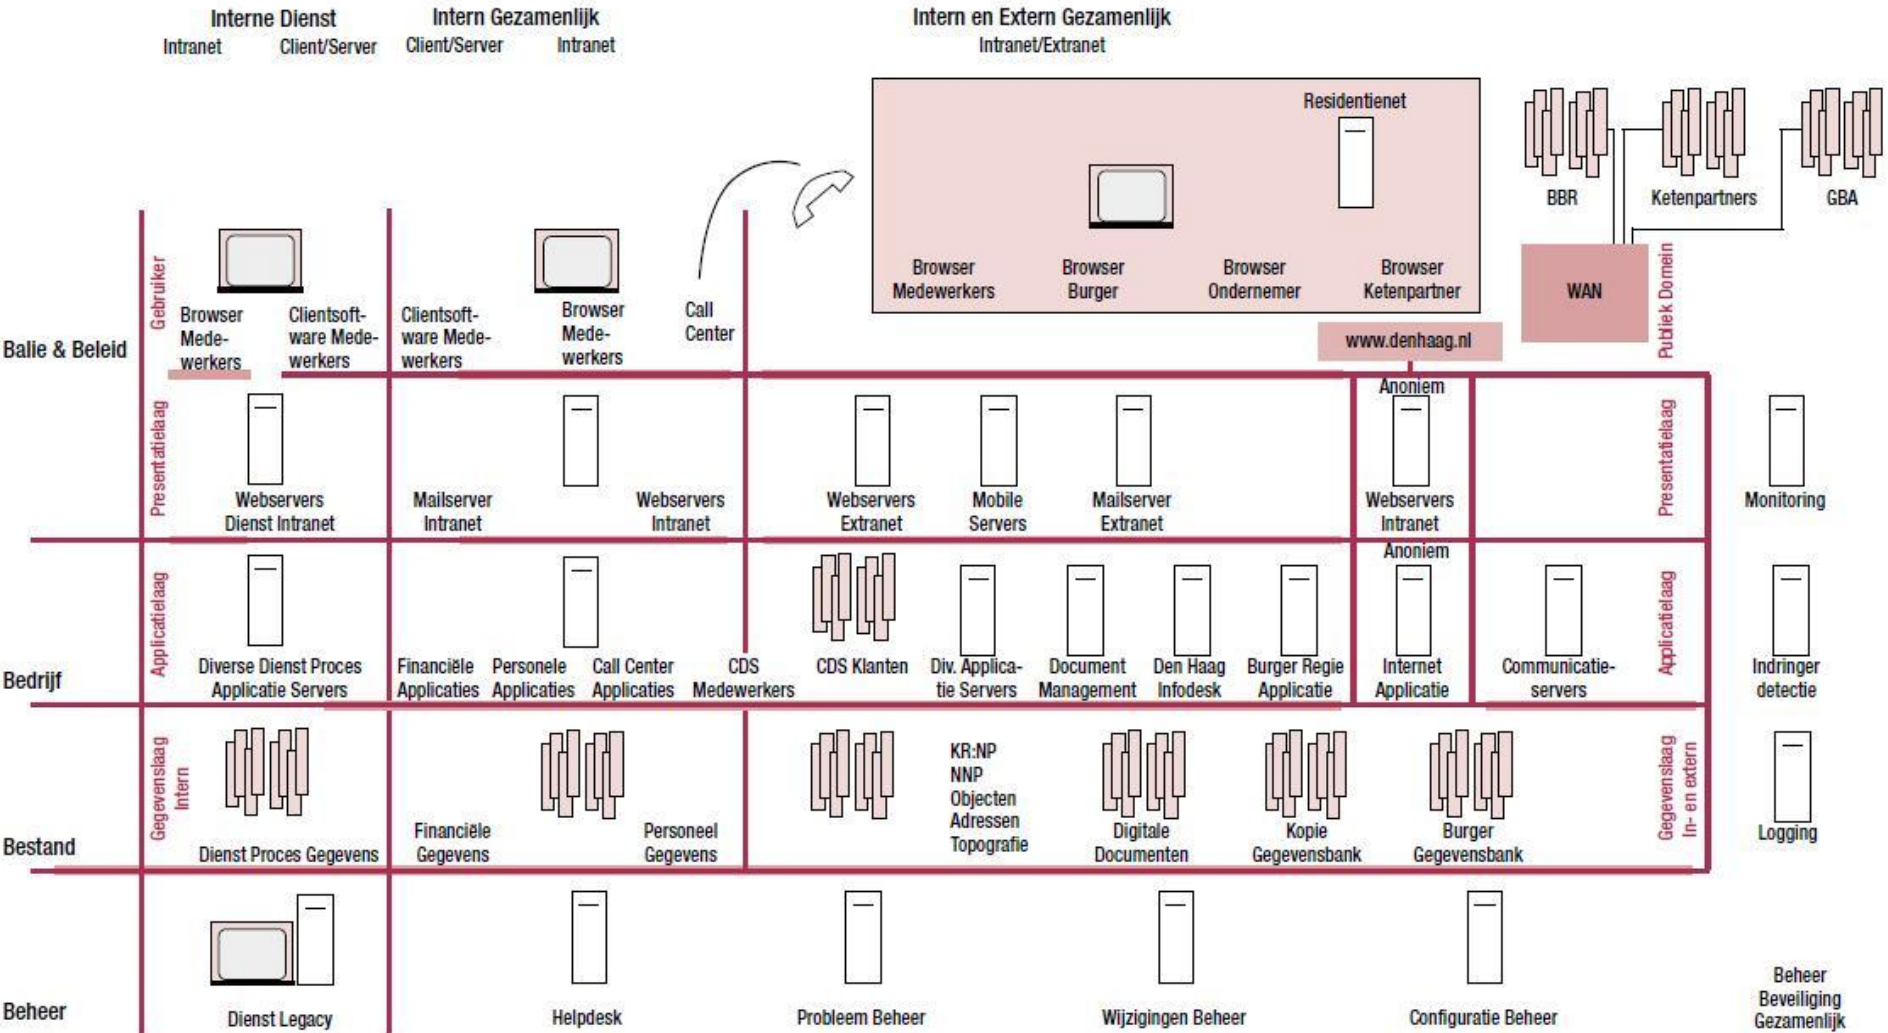 Interne Dienst
Intern Gezamenlijk
Intern en Extern Gezamenlijk
Intranet
Client/Server
Client/Server
Intranet
Intranet/Extranet
Residentienet
BBR
Ketenpartners
GBA
Balie & Beleid
Gebruiker
Browser
Mede-
werkers
Clientsoft-
ware Mede-
werkers
Clientsoft-
ware Mede-
werkers
Browser
Mede-
werkers
Call
Center
Browser
Medewerkers
Browser
Burger
Browser
Ondernemer
Browser
Ketenpartner
WAN
Publiek Domein
www.denhaag.nl
Presentatielaag
Webservers
Dienst Intranet
Mailserver
Intranet
Webservers
Intranet
Webservers
Extranet
Mobile
Servers
Mailserver
Extranet
Anoniem
Webservers
Intranet
Presentatielaag
Monitoring
Bedrijf
Applicatielaag
Diverse Dienst Proces
Applicatie Servers
Financiële
Applicaties
Personele
Applicaties
Call Center
Applicaties
CDS
Medewerkers
CDS Klanten
Div. Applica-
tie Servers
Document
Management
Den Haag
Infodesk
Burger Regie
Applicatie
Anoniem
Internet
Applicatie
Communicatie-
servers
Applicatielaag
Indringer
detectie
Bestand
Gegevenslaag
Intern
Dienst Proces Gegevens
Financiële
Gegevens
Personeel
Gegevens
KR:NP
NNP
Objecten
Adressen
Topografie
Digitale
Documenten
Kopie
Gegevensbank
Burger
Gegevensbank
Gegevenslaag
In- en extern
Logging
Beheer
Dienst Legacy
Helpdesk
Probleem Beheer
Wijzigingen Beheer
Configuratie Beheer
Beheer
Beveiliging
Gezamenlijk